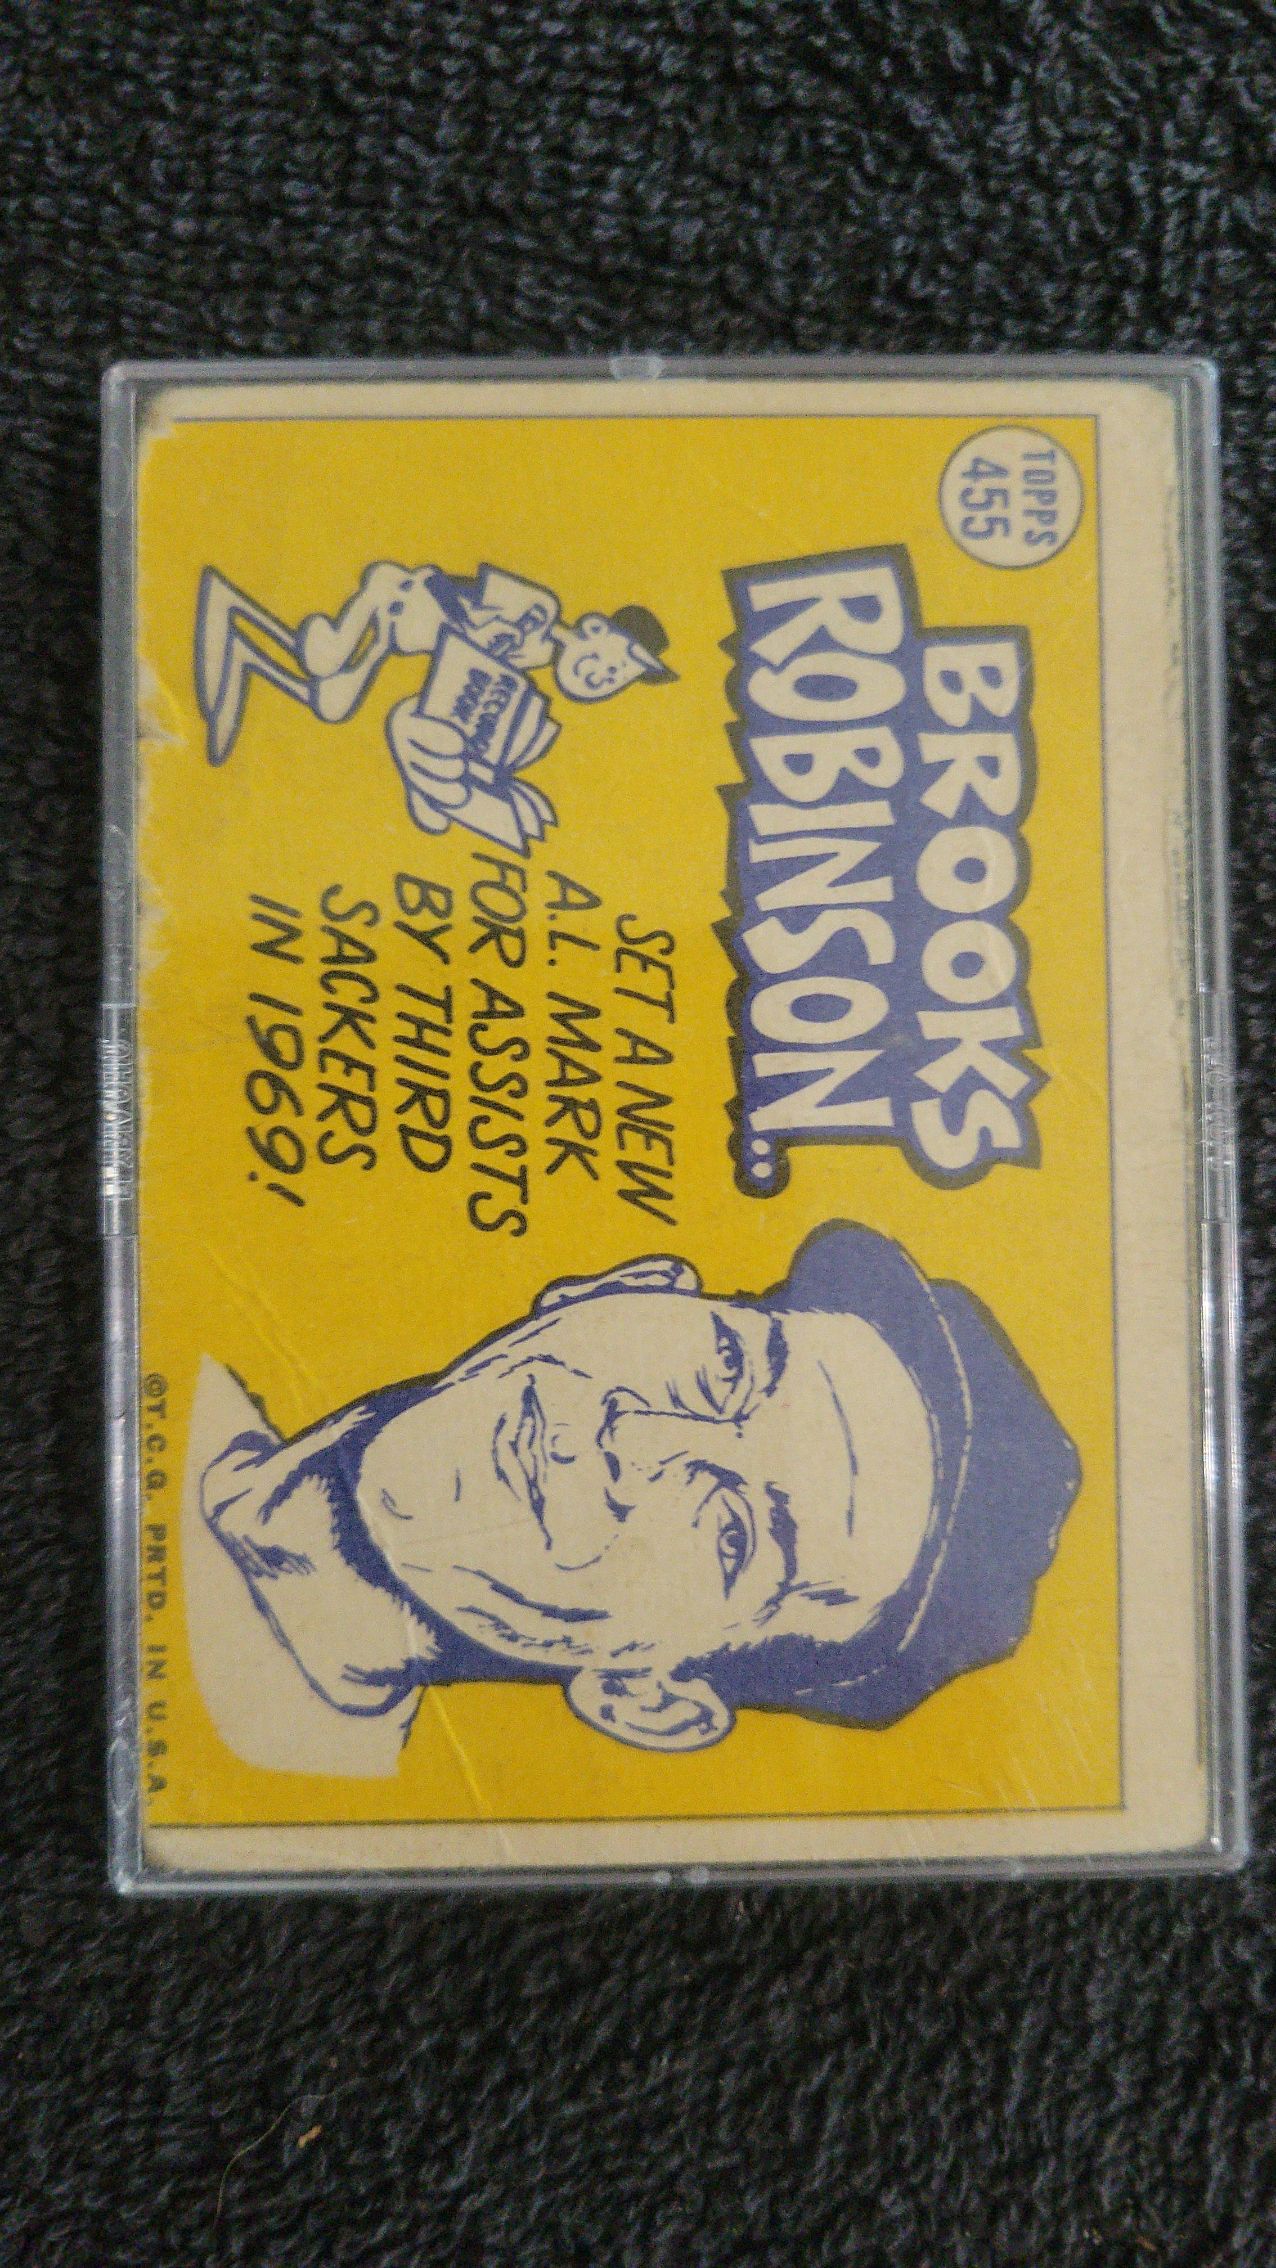 TOPPS
455
BROOKS
ROBINSON...
SET A NEW
A.L. MARK
FOR ASSISTS
BY THIRD
SACKERS
IN 1969!
RECORD
BOOK
©T.C.G. PRTD. IN U.S.A.